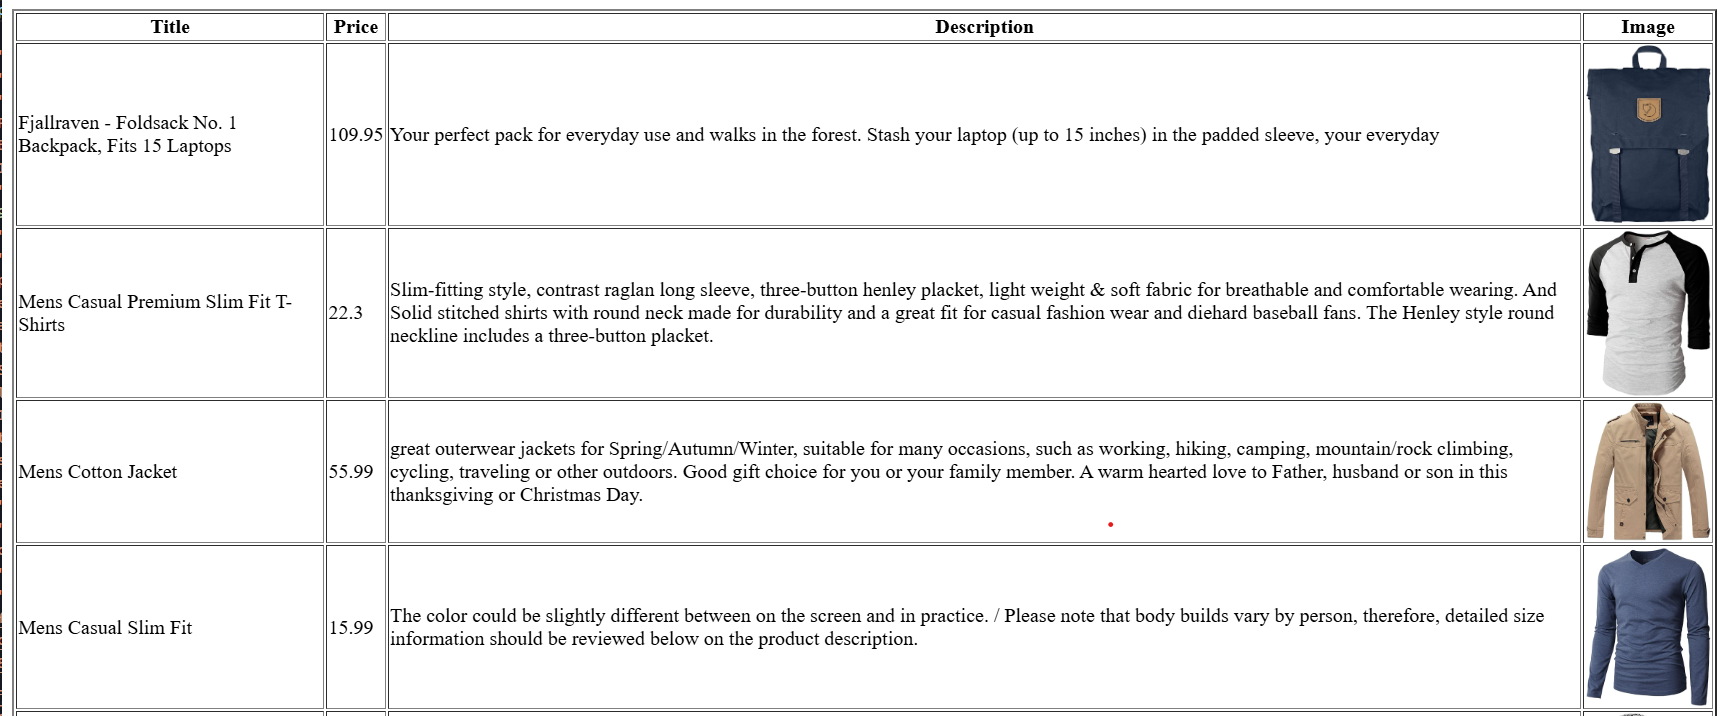 Title Price Description Image
Fjallraven - Foldsack No. 1
Backpack, Fits 15 Laptops
109.95
Your perfect pack for everyday use and walks in the forest. Stash your laptop (up to 15 inches) in the padded sleeve, your everyday
Mens Casual Premium Slim Fit T-
Shirts
22.3
Slim-fitting style, contrast raglan long sleeve, three-button henley placket, light weight & soft fabric for breathable and comfortable wearing. And
Solid stitched shirts with round neck made for durability and a great fit for casual fashion wear and diehard baseball fans. The Henley style round
neckline includes a three-button placket.
Mens Cotton Jacket
55.99
great outerwear jackets for Spring/Autumn/Winter, suitable for many occasions, such as working, hiking, camping, mountain/rock climbing,
cycling, traveling or other outdoors. Good gift choice for you or your family member. A warm hearted love to Father, husband or son in this
thanksgiving or Christmas Day.
Mens Casual Slim Fit
15.99
The color could be slightly different between on the screen and in practice. / Please note that body builds vary by person, therefore, detailed size
information should be reviewed below on the product description.